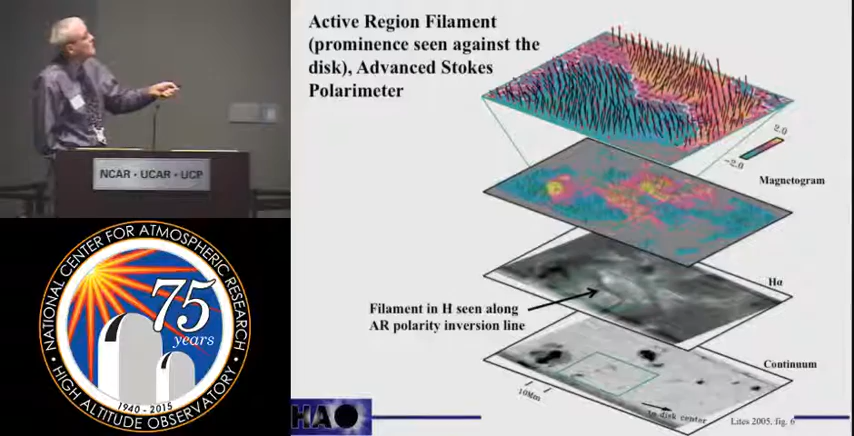 Active Region Filament
(prominence seen against the
disk), Advanced Stokes
Polarimeter
2.0
-2.0
Magnetogram
Hα
Filament in H seen along
AR polarity inversion line
Continuum
10Mm
to disk center
Lites 2005, fig. 6
HAO
NCAR · UCAR · UCP
NATIONAL CENTER FOR ATMOSPHERIC RESEARCH
75
years
1940 - 2015
HIGH ALTITUDE OBSERVATORY